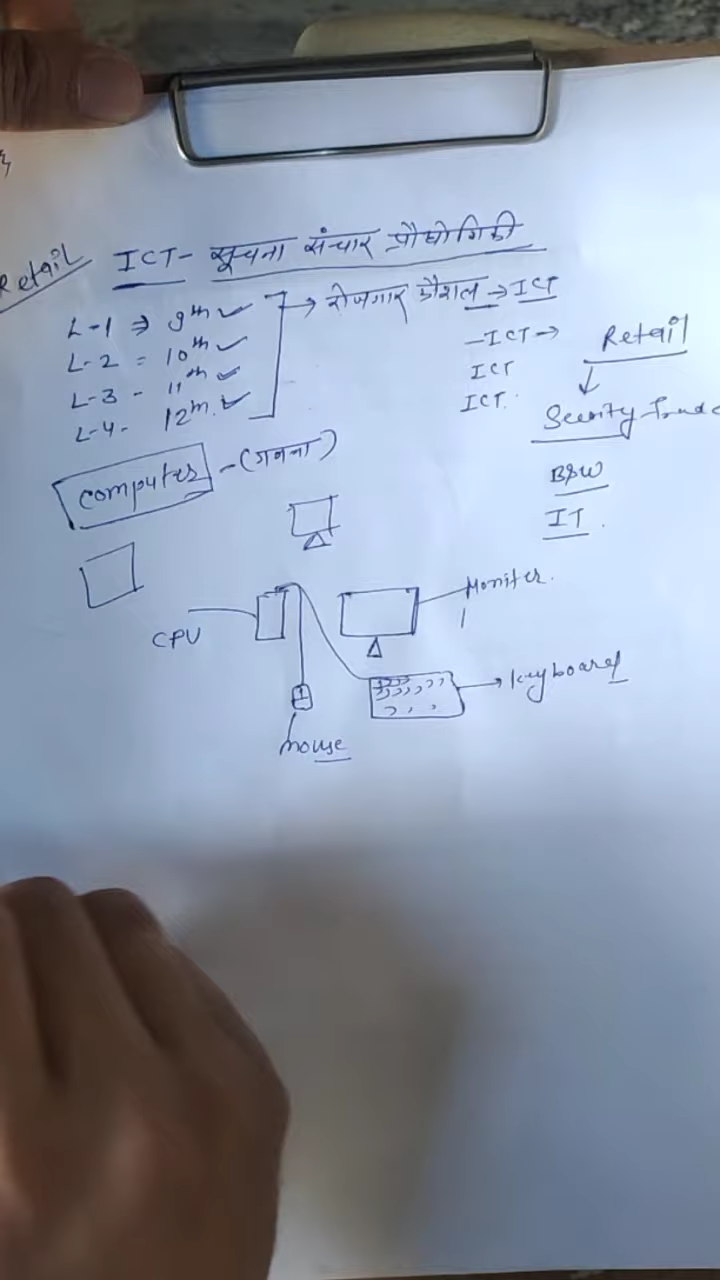 Retail
ICT- सूचना संचार प्रौद्योगिकी
L-1 ⇒ 9th ✓ → रोजगार कौशल → ICT
L-2 = 10th ✓ -ICT →
L-3 - 11th ✓ ICT
L-4- 12th. ✓ ICT.
Retail
↓
B&W
IT.
Computer - (गणना)
CPU
Moniter.
keyboard
mouse